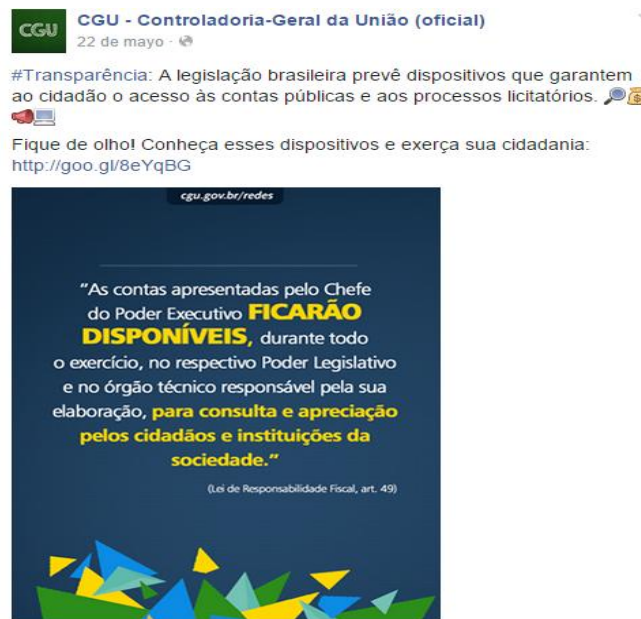 CGU
CGU - Controladoria-Geral da União (oficial)
22 de mayo ·
#Transparência: A legislação brasileira prevê dispositivos que garantem
ao cidadão o acesso às contas públicas e aos processos licitatórios.
Fique de olho! Conheça esses dispositivos e exerça sua cidadania:
http://goo.gl/8eYqBG
cgu.gov.br/redes
"As contas apresentadas pelo Chefe
do Poder Executivo FICARÃO
DISPONÍVEIS, durante todo
o exercício, no respectivo Poder Legislativo
e no órgão técnico responsável pela sua
elaboração, para consulta e apreciação
pelos cidadãos e instituições da
sociedade."
(Lei de Responsabilidade Fiscal, art. 49)